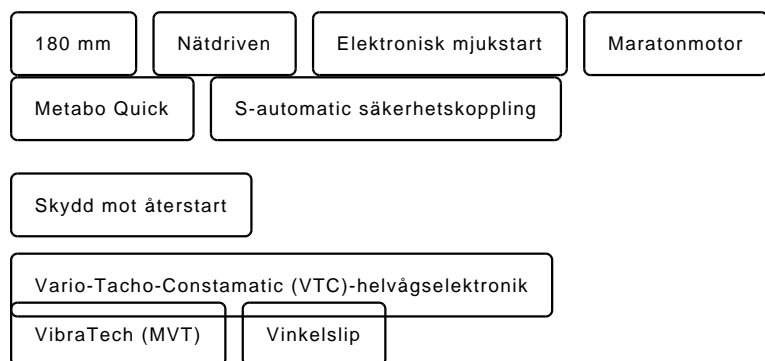 180 mm Nätdriven Elektronisk mjukstart Maratonmotor
Metabo Quick S-automatic säkerhetskoppling
Skydd mot återstart
Vario-Tacho-Constamatic (VTC)-helvågselektronik
VibraTech (MVT) Vinkelslip